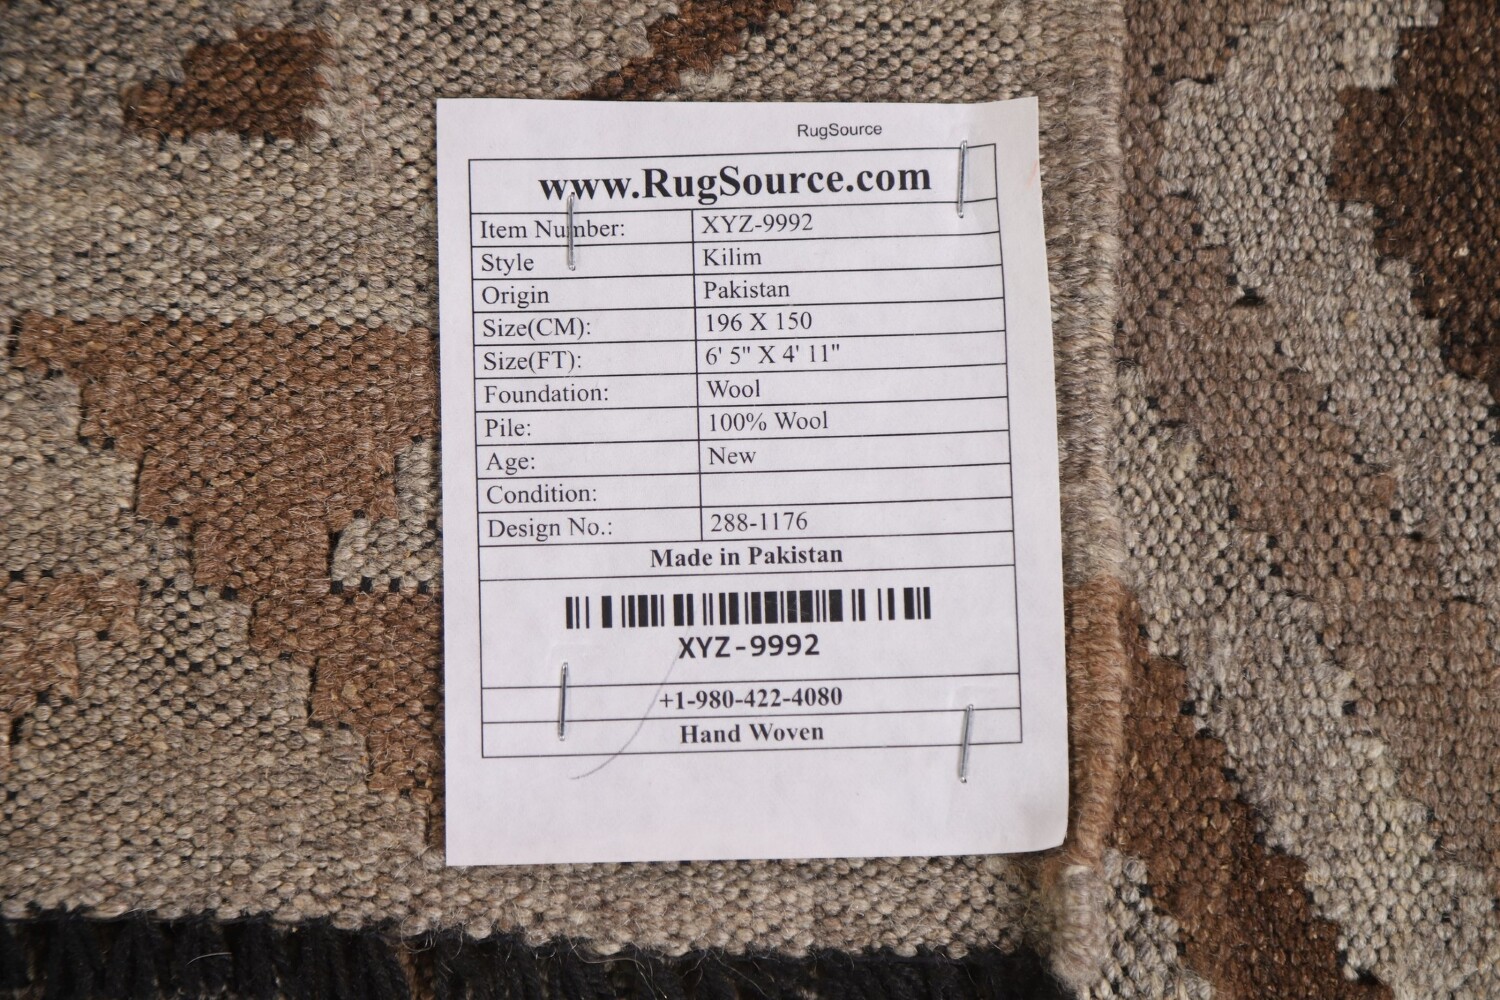 RugSource
www.RugSource.com
Item Number: XYZ-9992
Style Kilim
Origin Pakistan
Size(CM): 196 X 150
Size(FT): 6' 5" X 4' 11"
Foundation: Wool
Pile: 100% Wool
Age: New
Condition:
Design No.: 288-1176
Made in Pakistan
XYZ-9992
+1-980-422-4080
Hand Woven